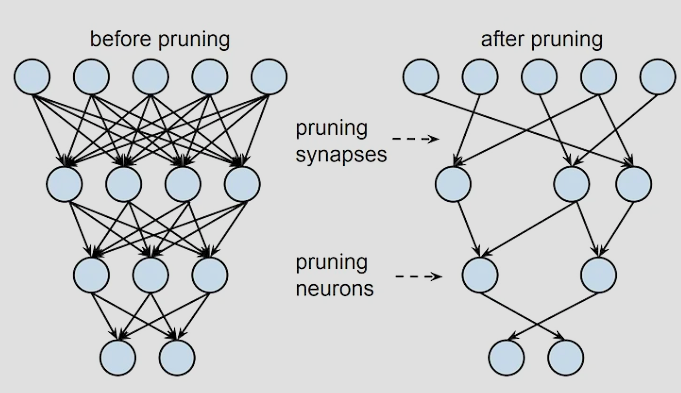 before pruning
after pruning
pruning
synapses
pruning
neurons